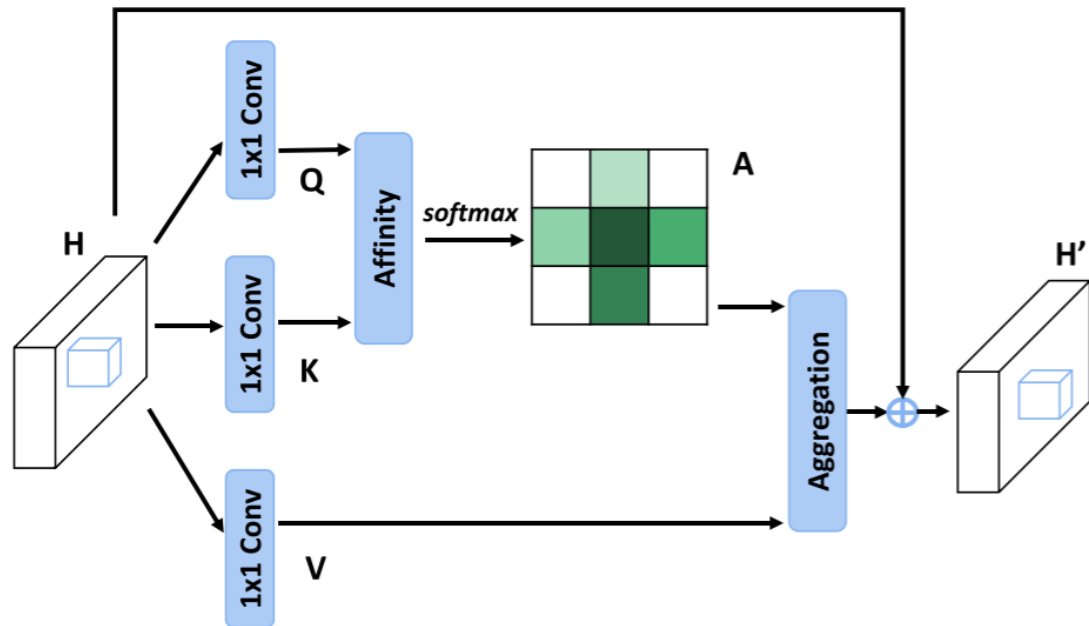 H
1x1 Conv
Q
1x1 Conv
K
1x1 Conv
V
Affinity
softmax
A
Aggregation
H’